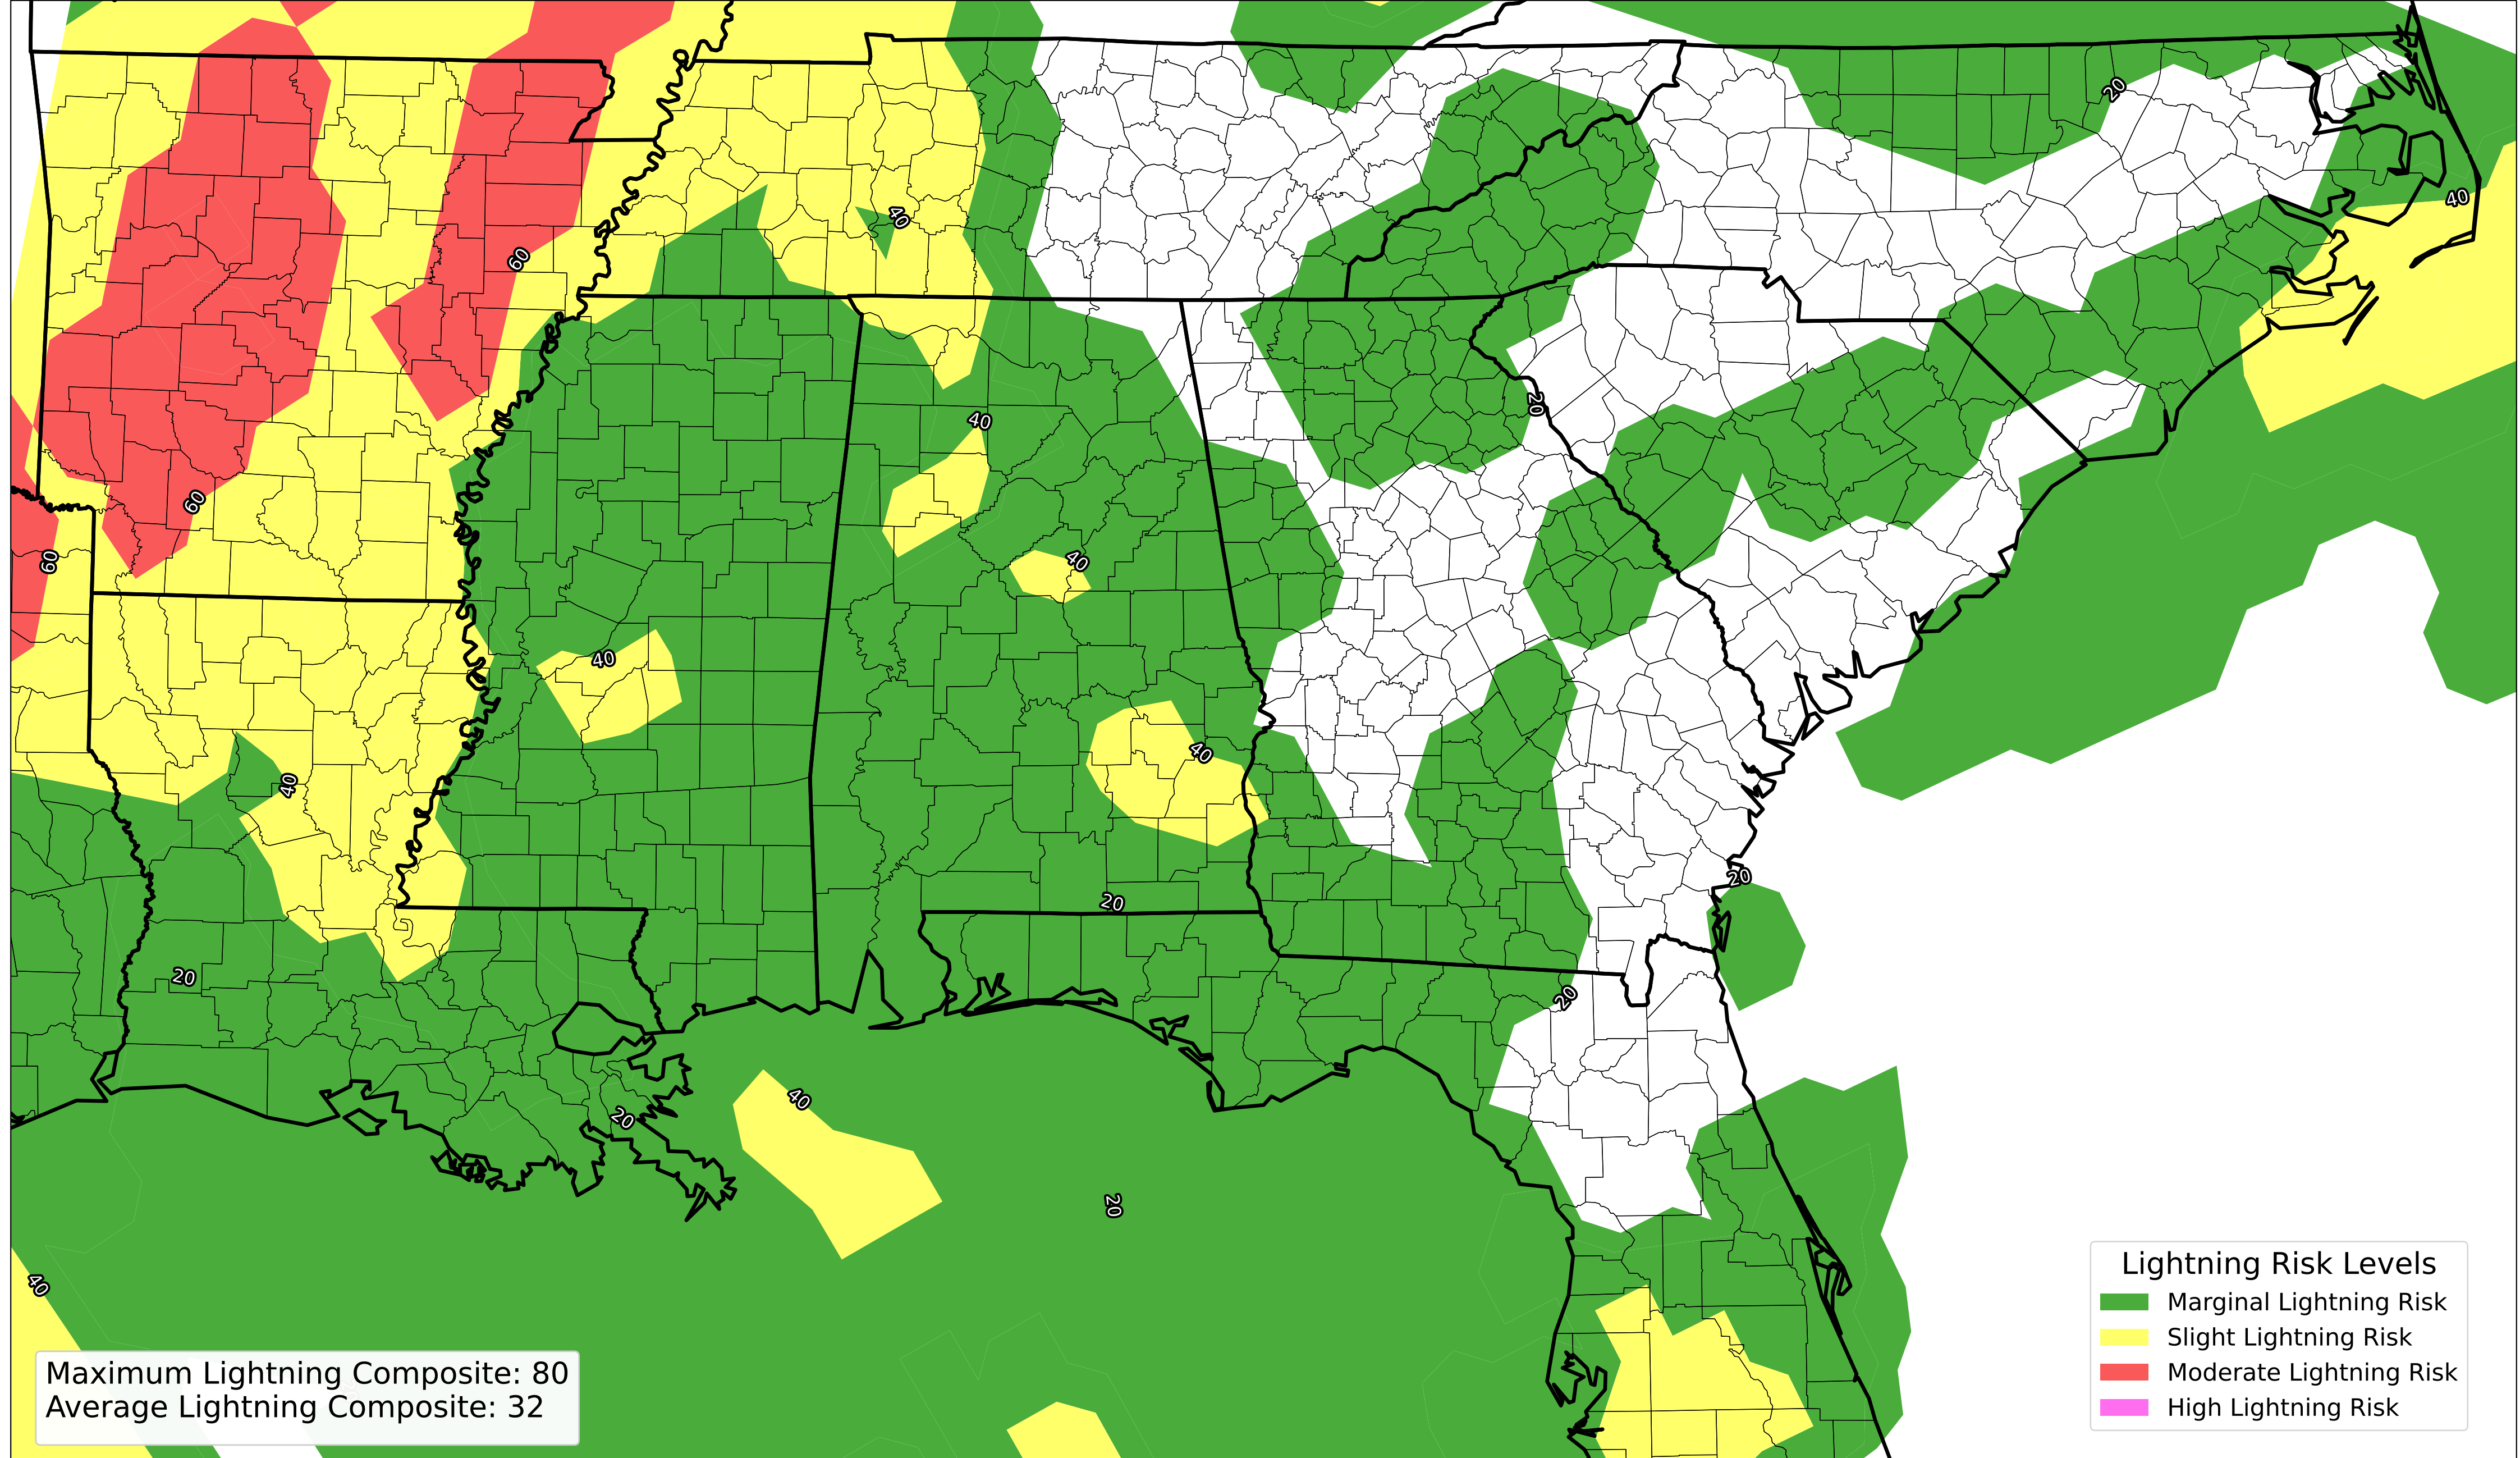 20
40
40
60
20
40
60
40
60
40
40
40
20
20
20
20
40
20
20
40
Lightning Risk Levels
Marginal Lightning Risk
Slight Lightning Risk
Moderate Lightning Risk
High Lightning Risk
Maximum Lightning Composite: 80
Average Lightning Composite: 32